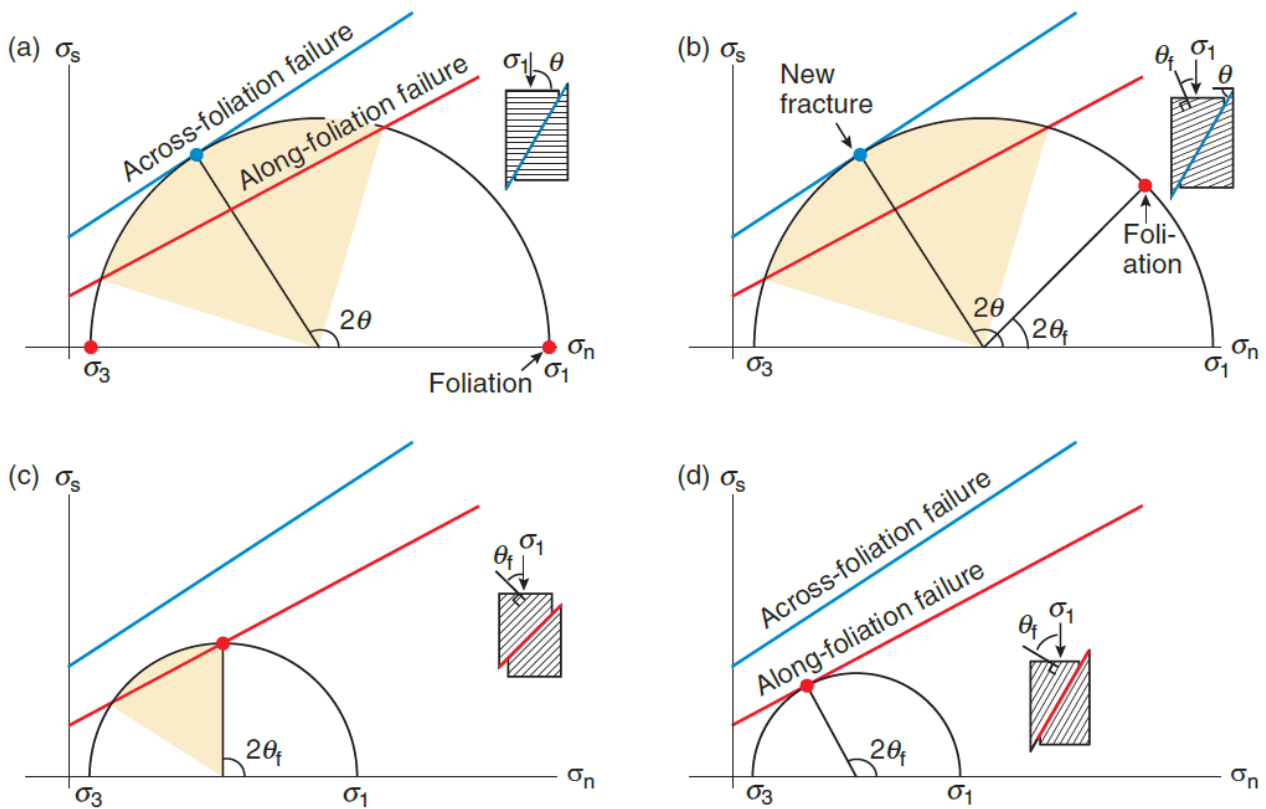 (a)
σs
Across-foliation failure
Along-foliation failure
σ1
θ
2θ
σn
σ3
Foliation
σ1
(b)
σs
New
fracture
θf
σ1
θ
Foli-
ation
2θ
2θf
σn
σ3
σ1
(c)
σs
θf
σ1
2θf
σn
σ3
σ1
(d)
σs
Across-foliation failure
Along-foliation failure
θf
σ1
2θf
σn
σ3
σ1